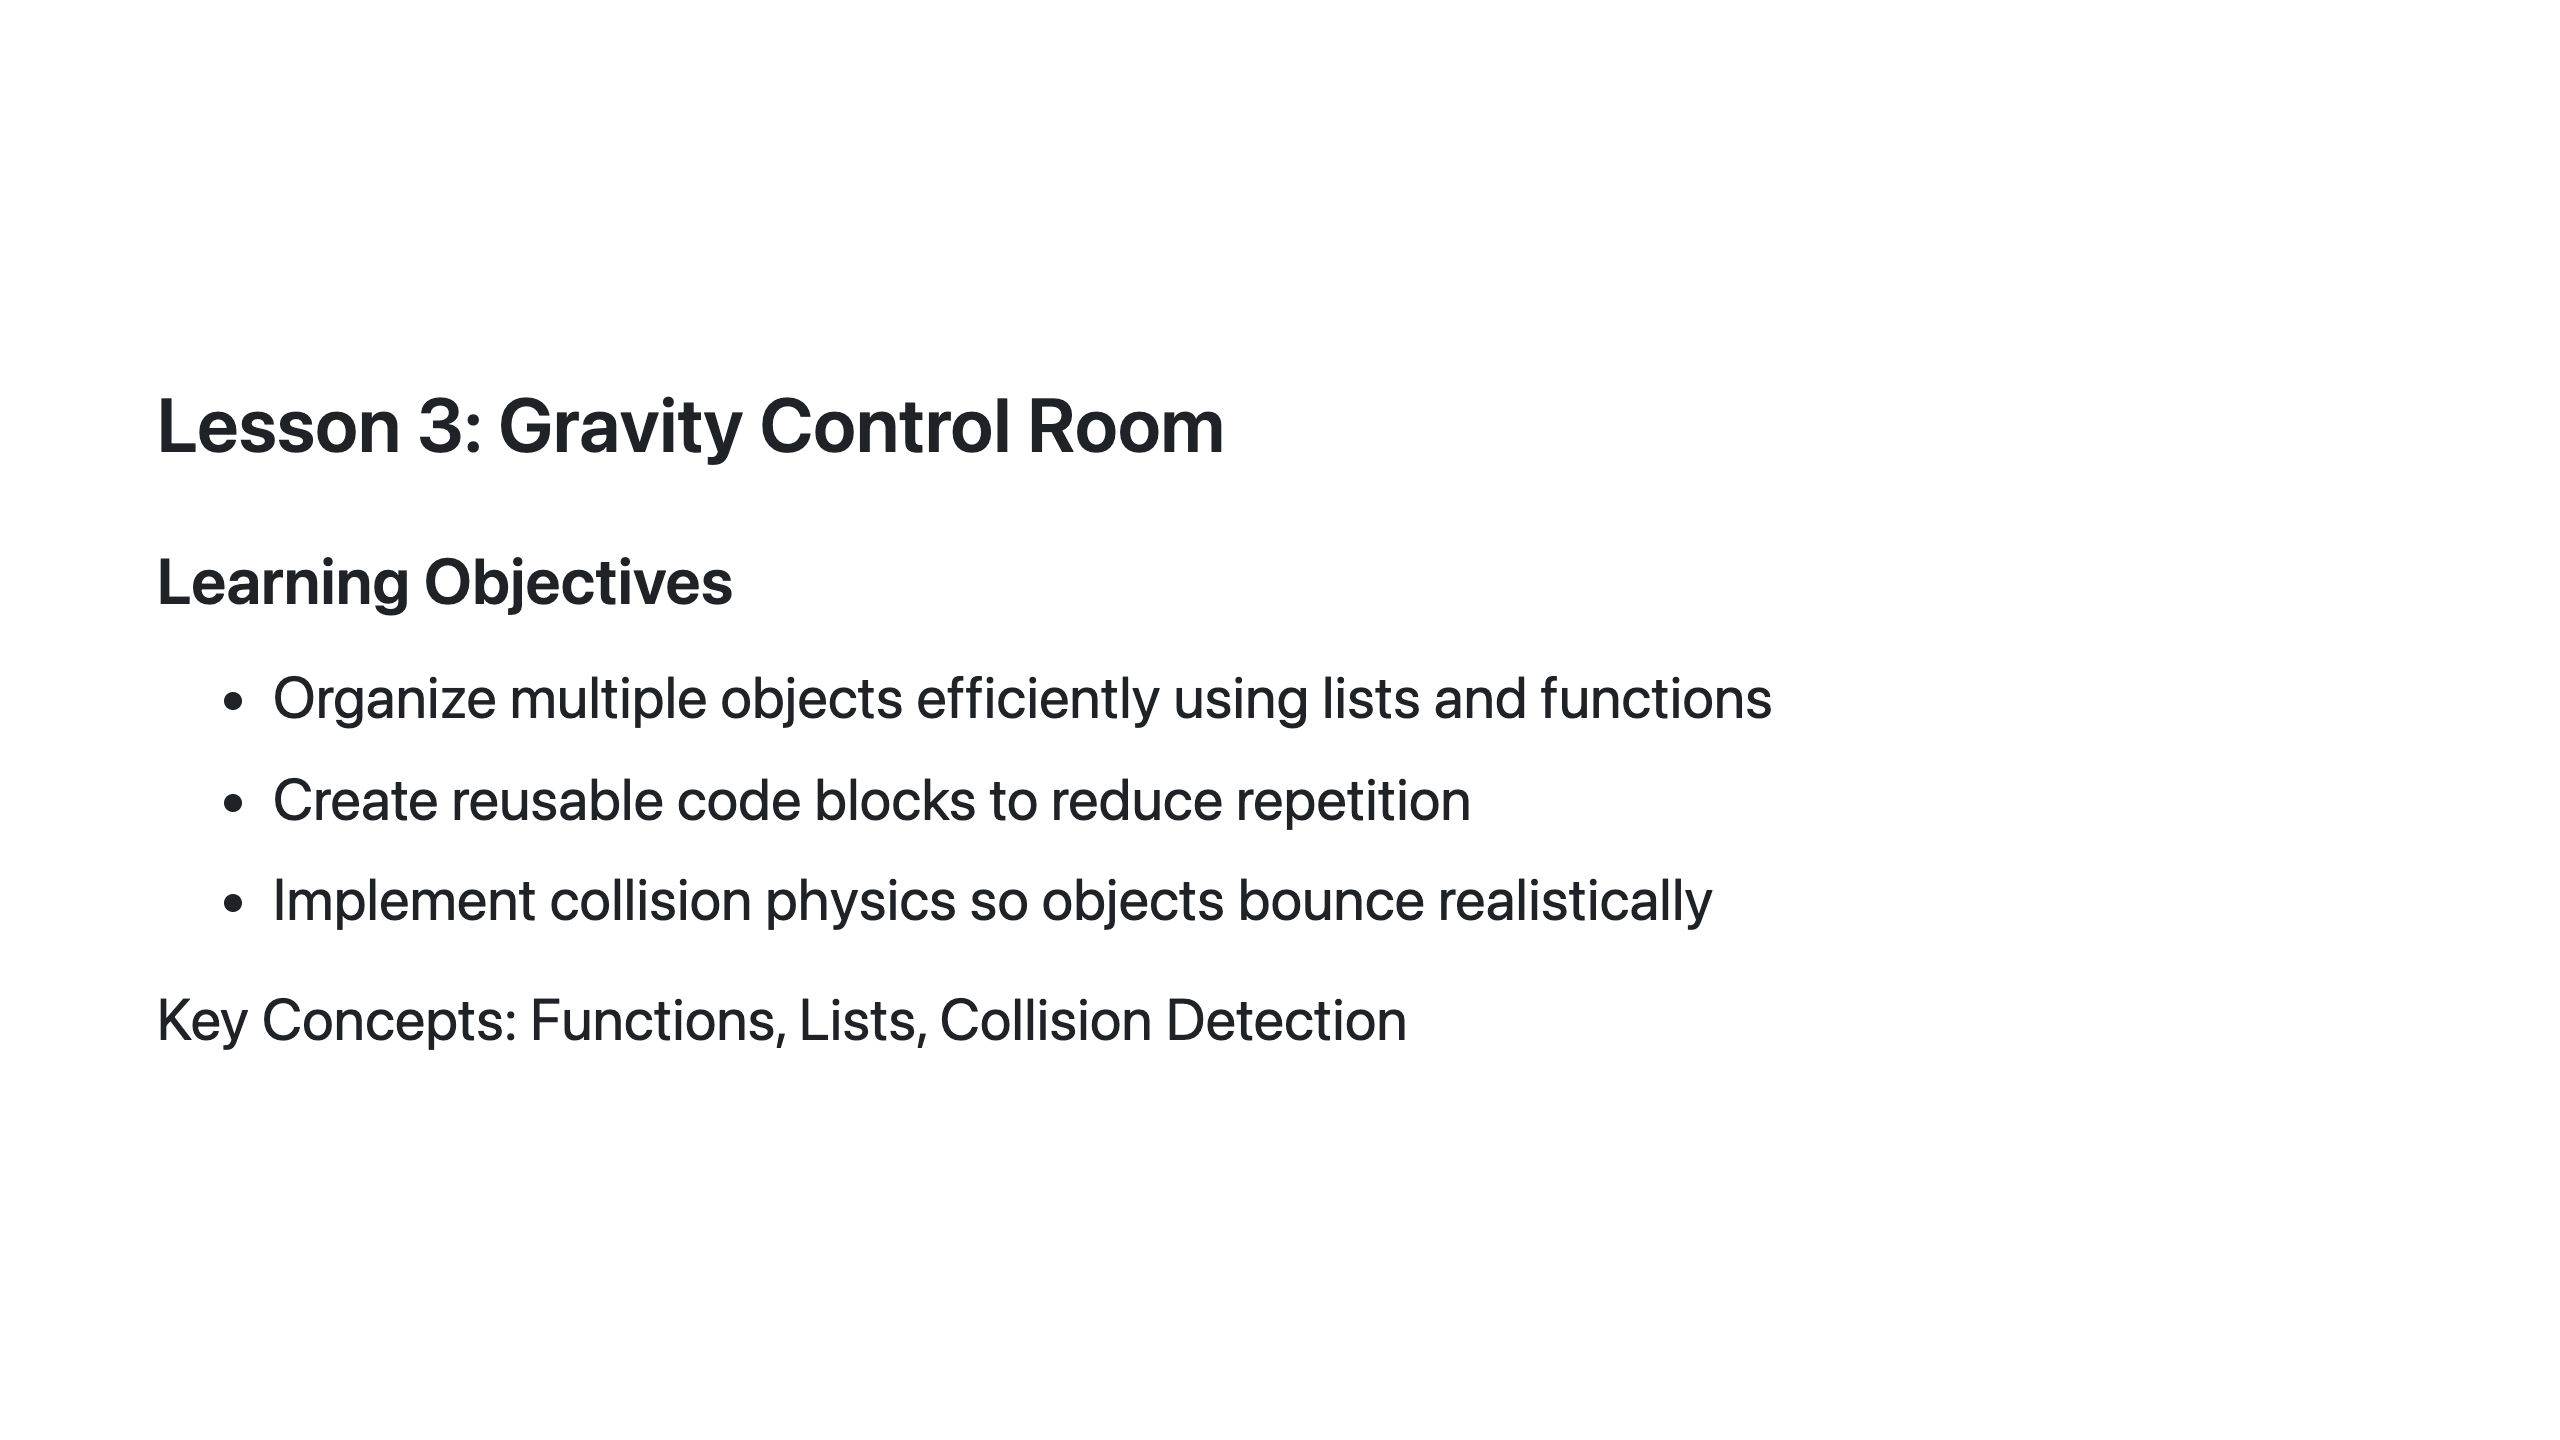 Lesson 3: Gravity Control Room
Learning Objectives
• Organize multiple objects efficiently using lists and functions
• Create reusable code blocks to reduce repetition
• Implement collision physics so objects bounce realistically
Key Concepts: Functions, Lists, Collision Detection